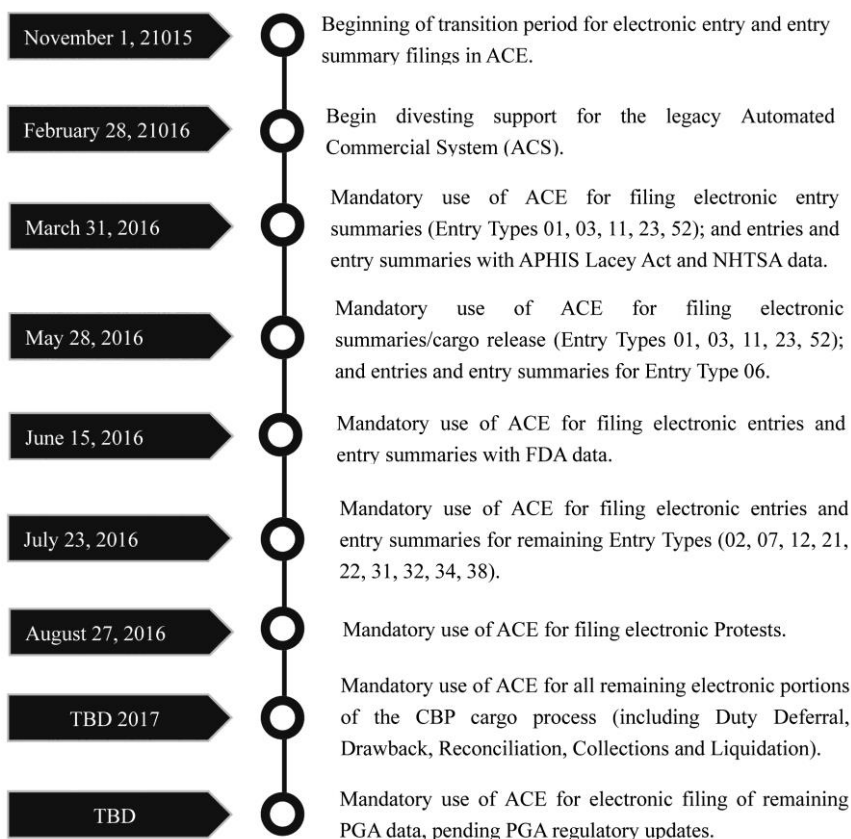 November 1, 21015
Beginning of transition period for electronic entry and entry
summary filings in ACE.
February 28, 21016
Begin divesting support for the legacy Automated
Commercial System (ACS).
March 31, 2016
Mandatory use of ACE for filing electronic entry
summaries (Entry Types 01, 03, 11, 23, 52); and entries and
entry summaries with APHIS Lacey Act and NHTSA data.
May 28, 2016
Mandatory use of ACE for filing electronic
summaries/cargo release (Entry Types 01, 03, 11, 23, 52);
and entries and entry summaries for Entry Type 06.
June 15, 2016
Mandatory use of ACE for filing electronic entries and
entry summaries with FDA data.
July 23, 2016
Mandatory use of ACE for filing electronic entries and
entry summaries for remaining Entry Types (02, 07, 12, 21,
22, 31, 32, 34, 38).
August 27, 2016
Mandatory use of ACE for filing electronic Protests.
TBD 2017
Mandatory use of ACE for all remaining electronic portions
of the CBP cargo process (including Duty Deferral,
Drawback, Reconciliation, Collections and Liquidation).
TBD
Mandatory use of ACE for electronic filing of remaining
PGA data, pending PGA regulatory updates.